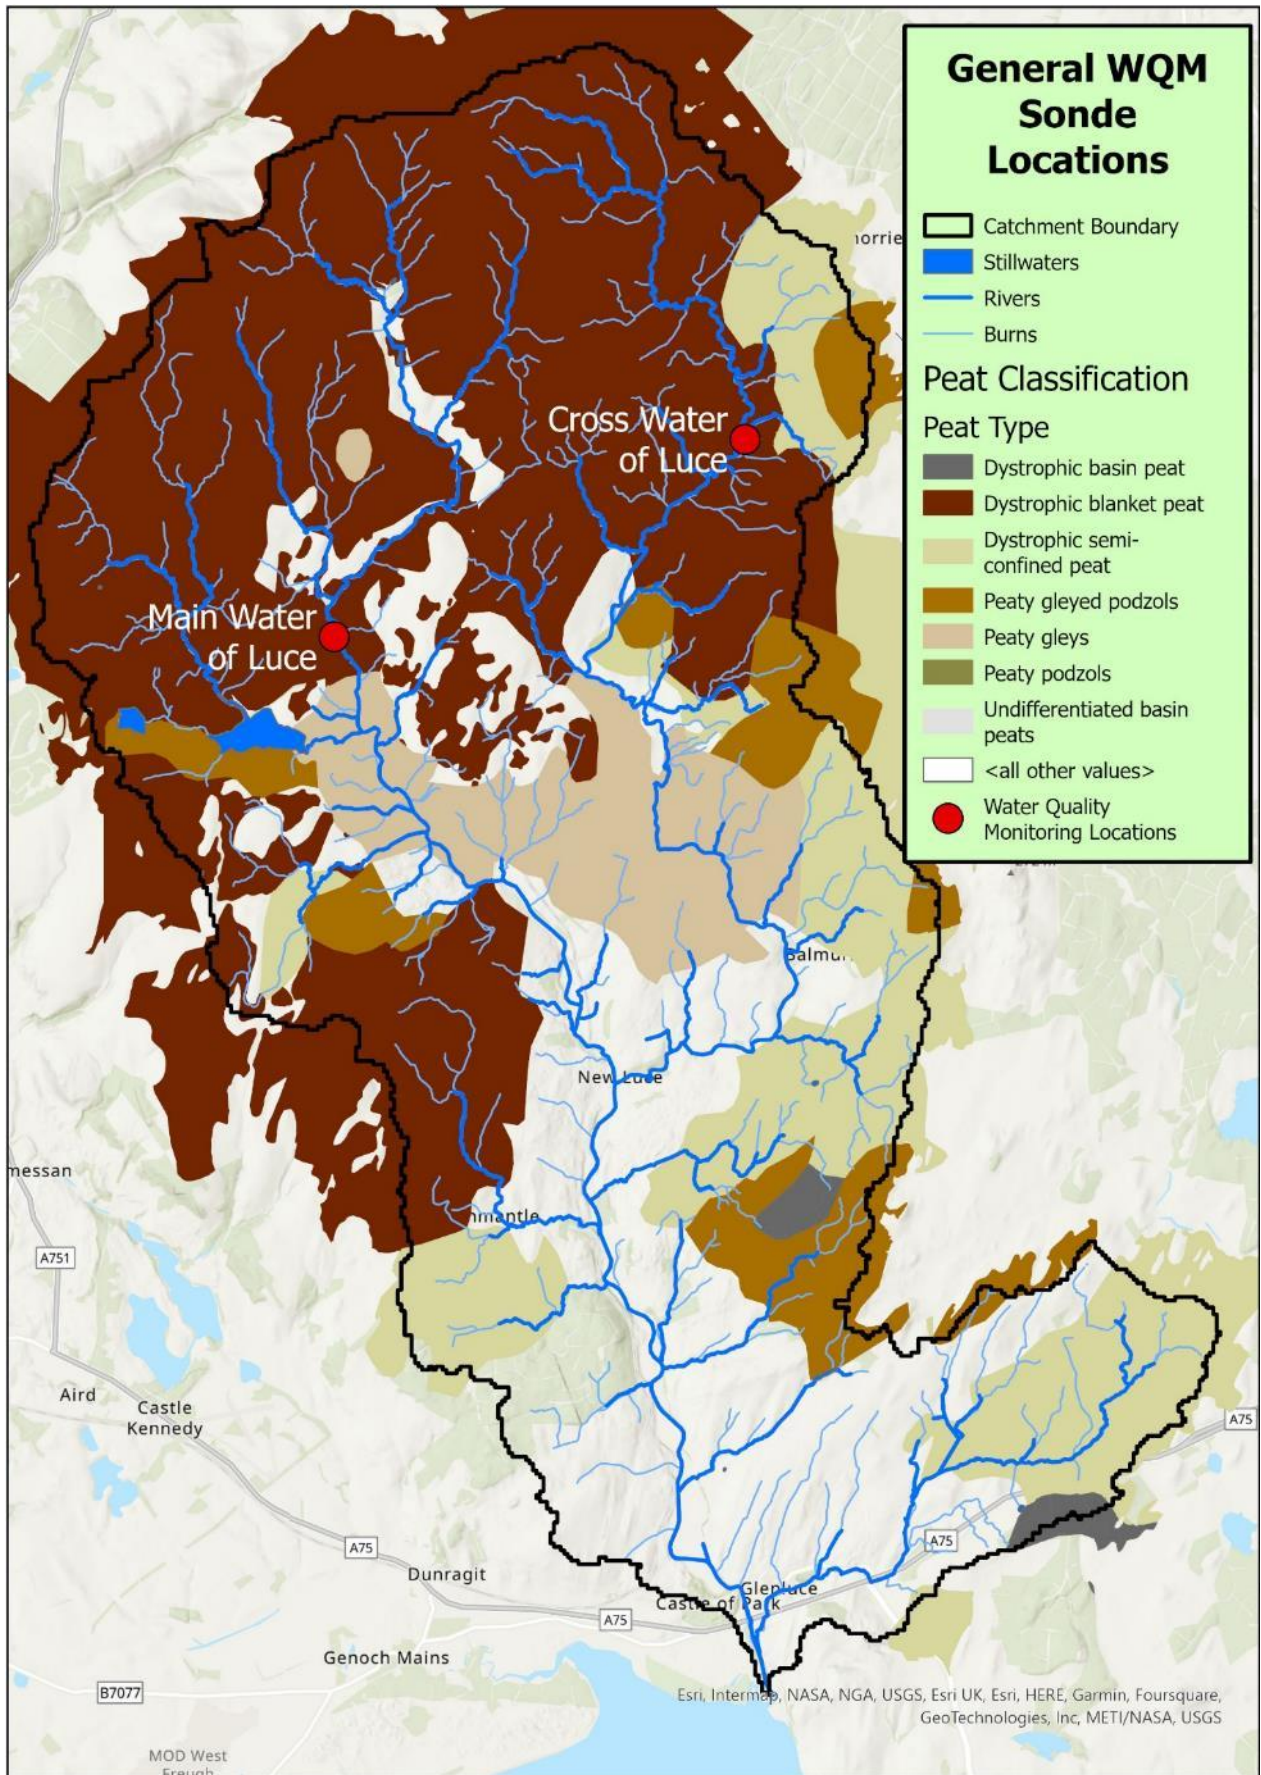 General WQM
Sonde
Locations
Catchment Boundary
Stillwaters
Rivers
Burns
Peat Classification
Peat Type
Dystrophic basin peat
Dystrophic blanket peat
Dystrophic semi-
confined peat
Peaty gleyed podzols
Peaty gleys
Peaty podzols
Undifferentiated basin
peats
<all other values>
Water Quality
Monitoring Locations
horrie
Cross Water
of Luce
Main Water
of Luce
New Luce
messan
nmantle
A751
Aird
Castle
Kennedy
A75
A75
Dunragit
A75
Glenluce
Castle of Park
A75
Genoch Mains
B7077
Esri, Intermap, NASA, NGA, USGS, Esri UK, Esri, HERE, Garmin, Foursquare,
GeoTechnologies, Inc, METI/NASA, USGS
MOD West
Freugh